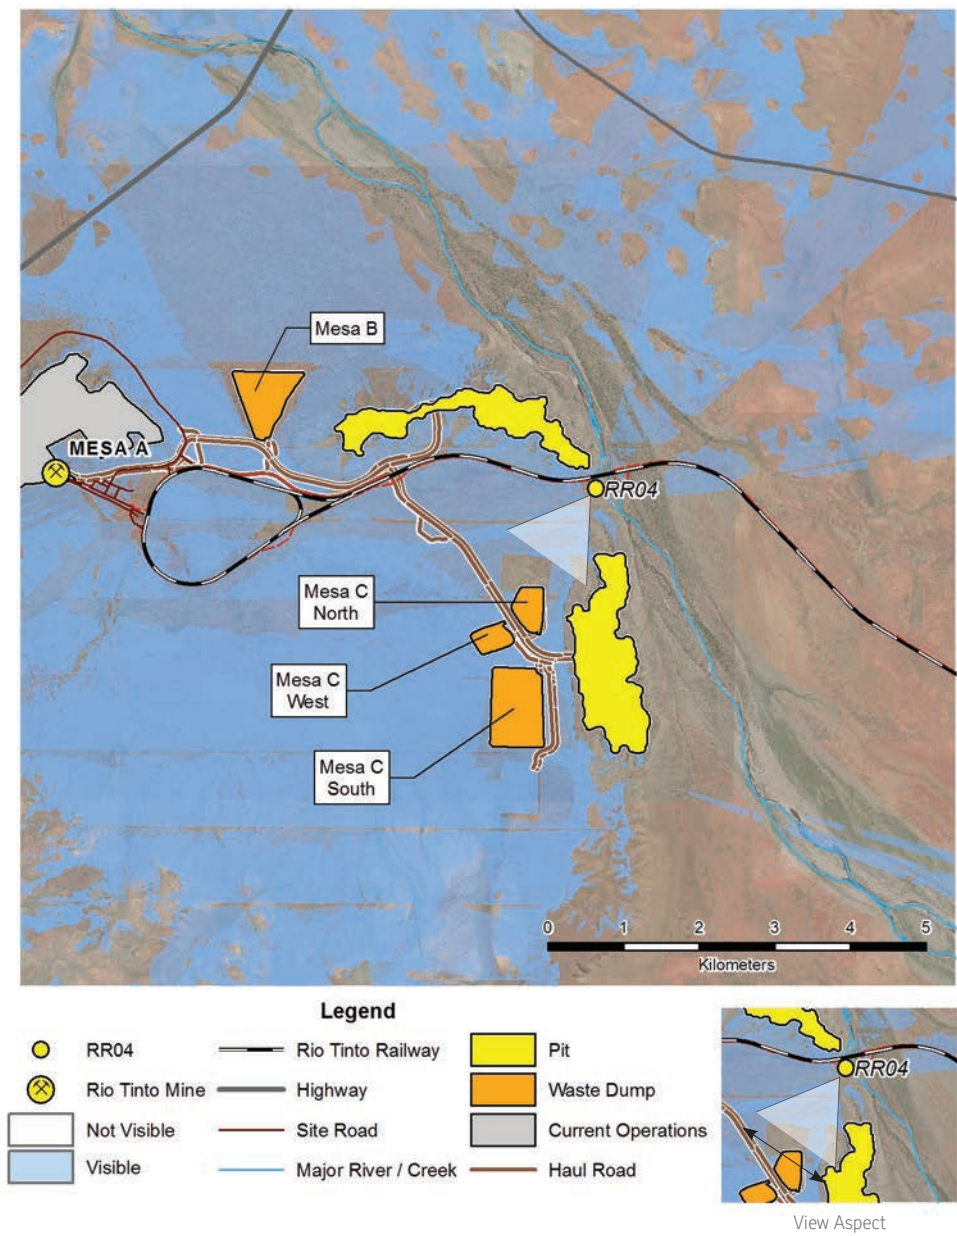 Mesa B
MESA A
RR04
Mesa C
North
Mesa C
West
Mesa C
South
0 1 2 3 4 5
Kilometers
Legend
RR04
Rio Tinto Railway
Pit
Rio Tinto Mine
Highway
Waste Dump
Not Visible
Site Road
Current Operations
Visible
Major River / Creek
Haul Road
RR04
View Aspect